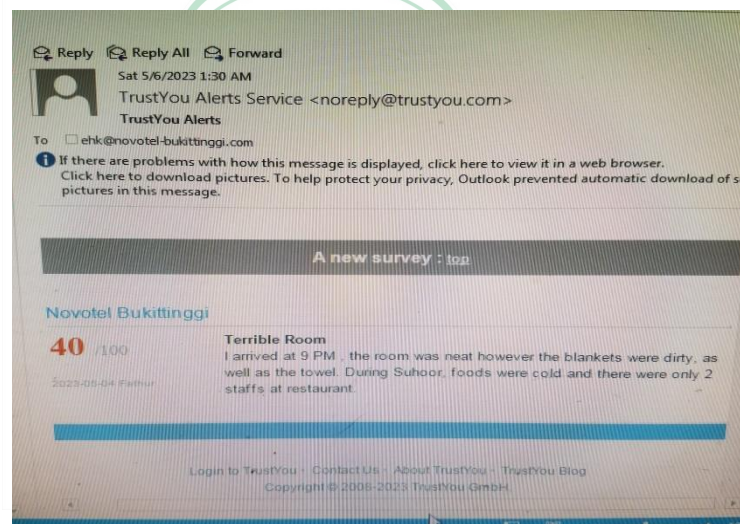 Reply Reply All Forward
Sat 5/6/2023 1:30 AM
TrustYou Alerts Service <noreply@trustyou.com>
TrustYou Alerts
To ehk@novotel-bukittinggi.com
If there are problems with how this message is displayed, click here to view it in a web browser.
Click here to download pictures. To help protect your privacy, Outlook prevented automatic download of s
pictures in this message.
A new survey : top
Novotel Bukittinggi
40 /100
Terrible Room
I arrived at 9 PM , the room was neat however the blankets were dirty, as
well as the towel. During Suhoor, foods were cold and there were only 2
staffs at restaurant.
2023-05-04 Fathur
Login to TrustYou - Contact Us - About TrustYou - TrustYou Blog
Copyright © 2006-2023 TrustYou GmbH.